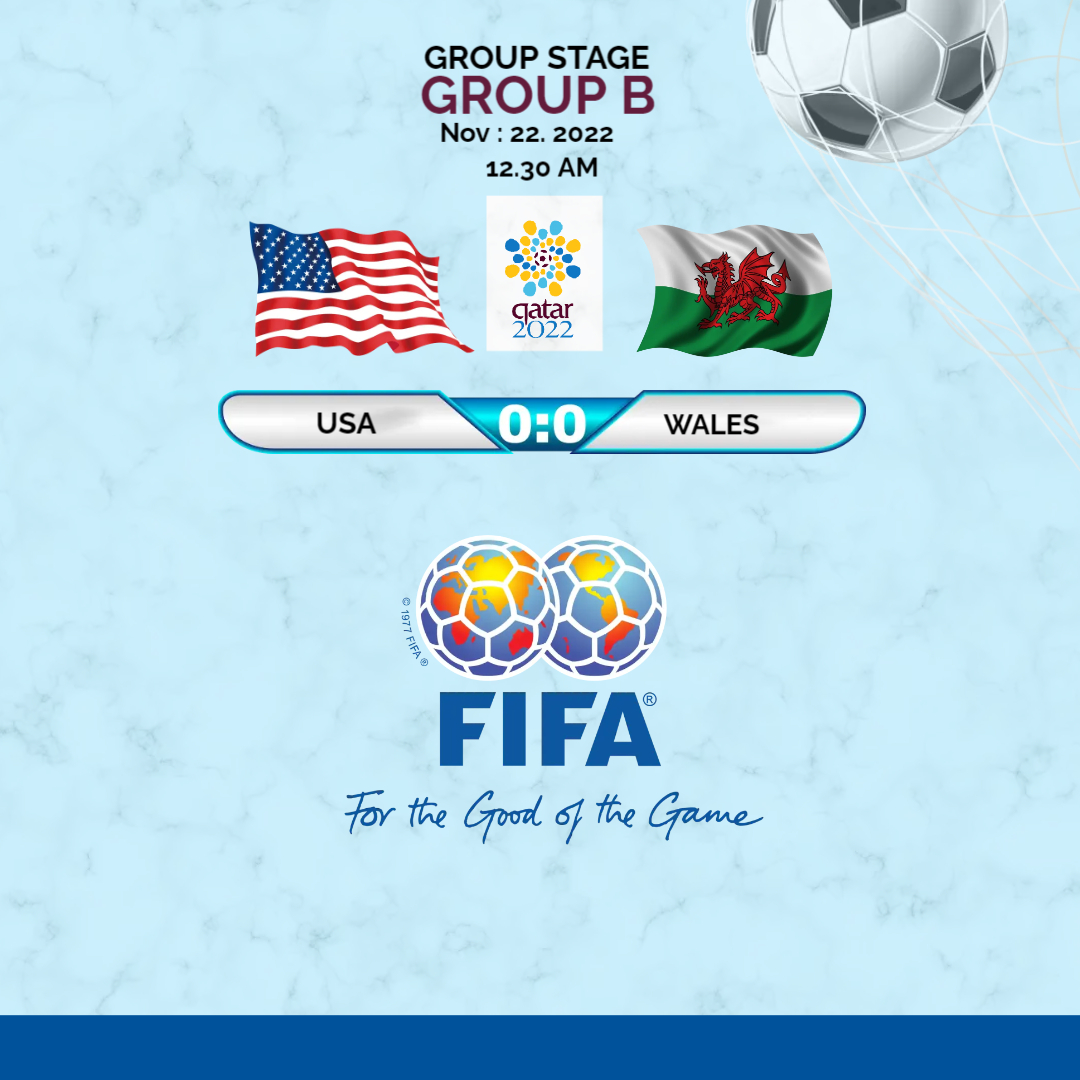 GROUP STAGE
GROUP B
Nov : 22. 2022
12.30 AM
qatar
2022
USA
0:0
WALES
© 1977 FIFA ®
FIFA®
For the Good of the Game